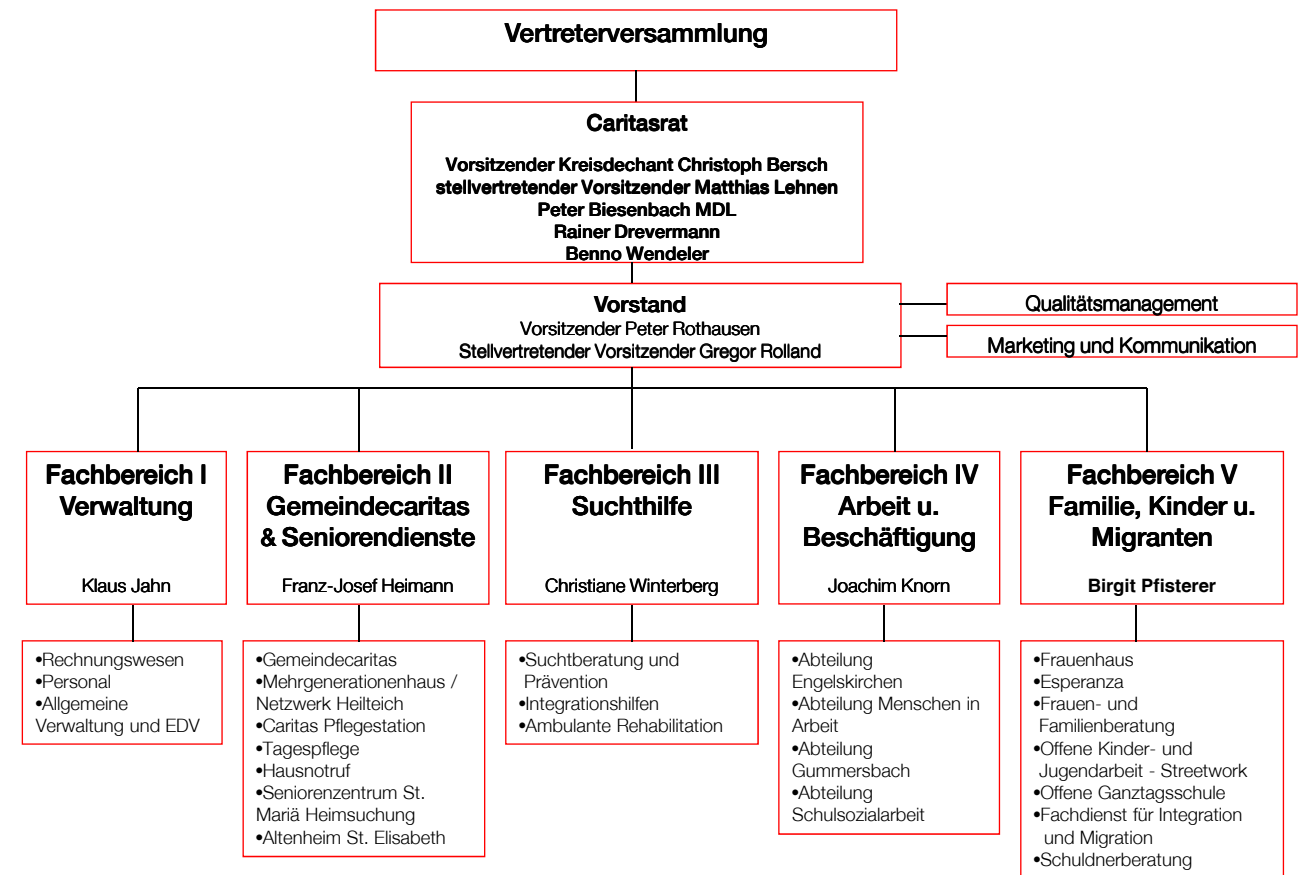 Vertreterversammlung
Caritasrat
Vorsitzender Kreisdechant Christoph Bersch
stellvertretender Vorsitzender Matthias Lehnen
Peter Biesenbach MDL
Rainer Drevermann
Benno Wendeler
Vorstand
Vorsitzender Peter Rothausen
Stellvertretender Vorsitzender Gregor Rolland
Qualitätsmanagement
Marketing und Kommunikation
Fachbereich I
Verwaltung
Klaus Jahn
Fachbereich II
Gemeindecaritas
& Seniorendienste
Franz-Josef Heimann
Fachbereich III
Suchthilfe
Christiane Winterberg
Fachbereich IV
Arbeit u.
Beschäftigung
Joachim Knorn
Fachbereich V
Familie, Kinder u.
Migranten
Birgit Pfisterer
•Rechnungswesen
•Personal
•Allgemeine
Verwaltung und EDV
•Gemeindecaritas
•Mehrgenerationenhaus /
Netzwerk Heilteich
•Caritas Pflegestation
•Tagespflege
•Hausnotruf
•Seniorenzentrum St.
Mariä Heimsuchung
•Altenheim St. Elisabeth
•Suchtberatung und
Prävention
•Integrationshilfen
•Ambulante Rehabilitation
•Abteilung
Engelskirchen
•Abteilung Menschen in
Arbeit
•Abteilung
Gummersbach
•Abteilung
Schulsozialarbeit
•Frauenhaus
•Esperanza
•Frauen- und
Familienberatung
•Offene Kinder- und
Jugendarbeit - Streetwork
•Offene Ganztagsschule
•Fachdienst für Integration
und Migration
•Schuldnerberatung